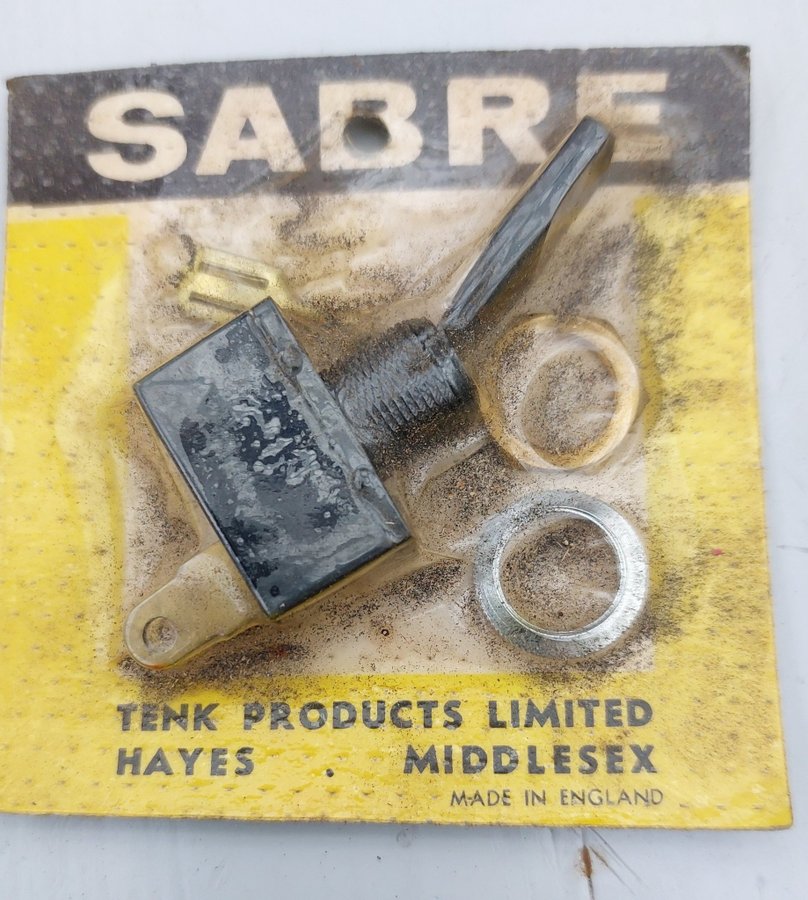 SABRE
TENK PRODUCTS LIMITED
HAYES . MIDDLESEX
MADE IN ENGLAND